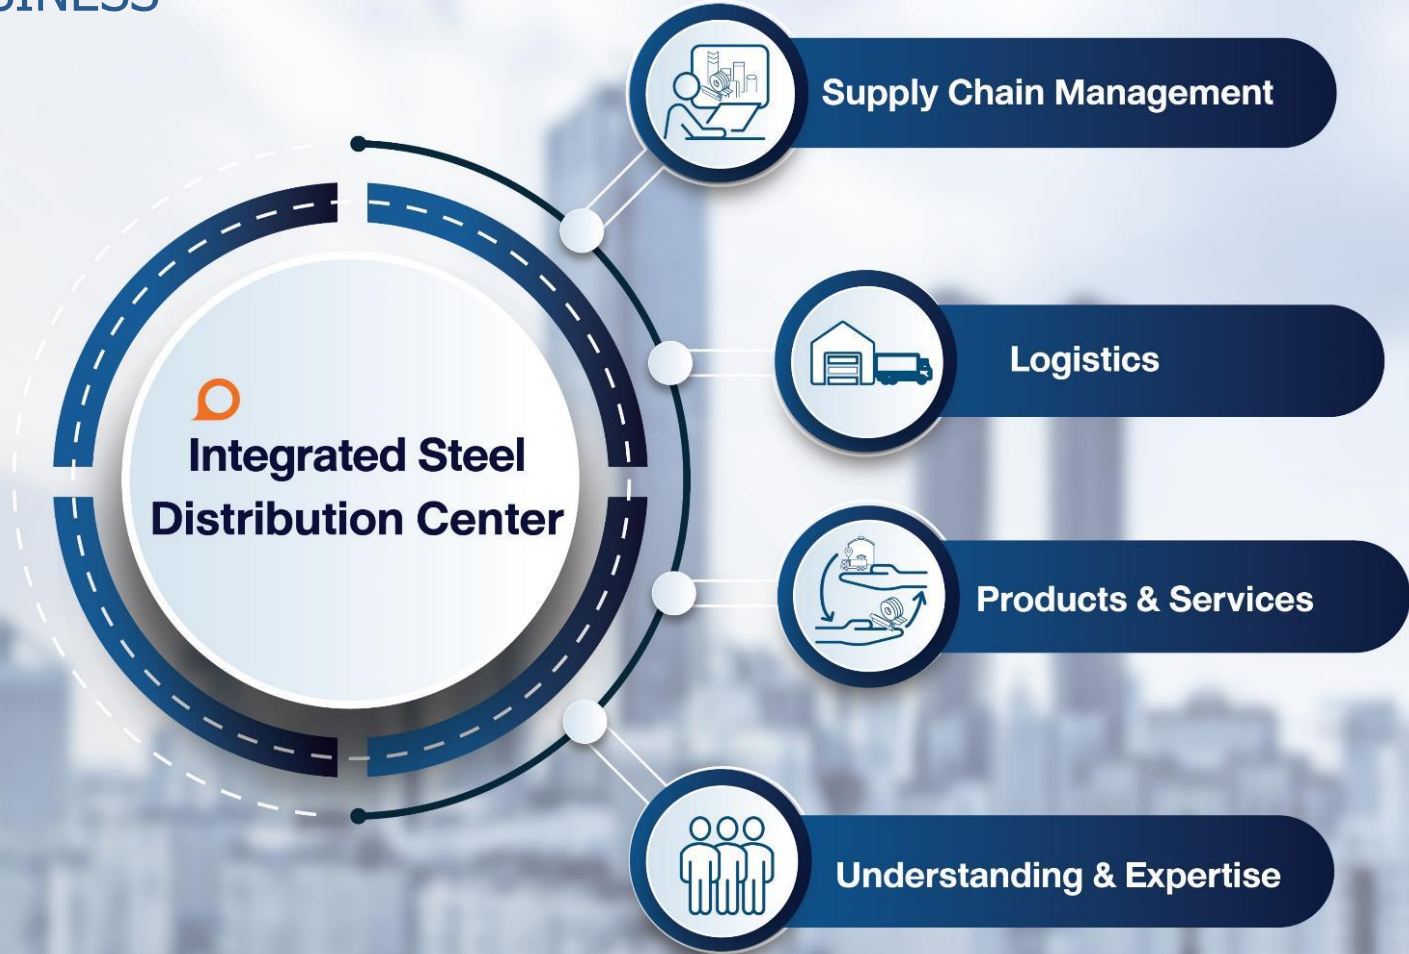 Supply Chain Management
Logistics
Integrated Steel
Distribution Center
Products & Services
Understanding & Expertise